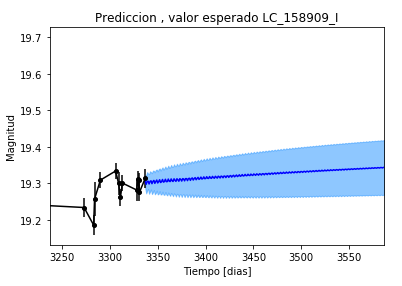 Prediccion , valor esperado LC_158909_I
19.7
19.6
19.5
19.4
19.3
19.2
Magnitud
3250 3300 3350 3400 3450 3500 3550
Tiempo [dias]